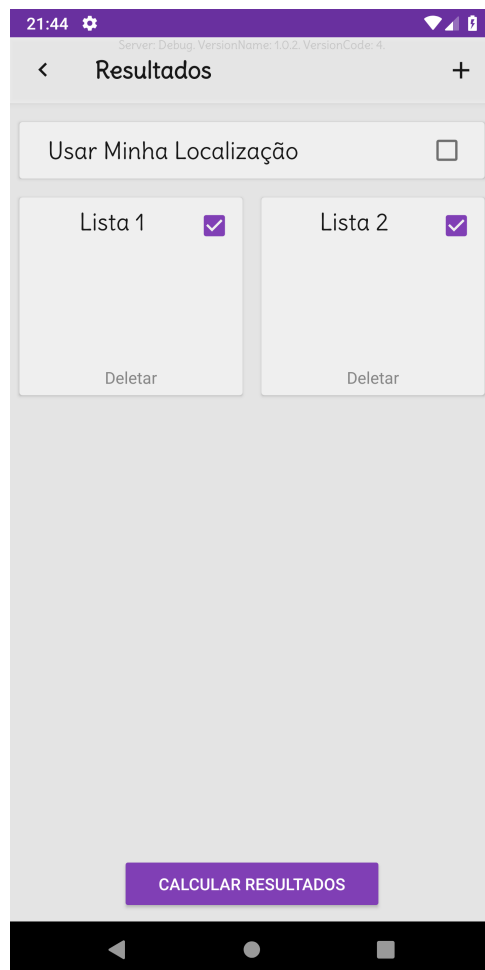 21:44
Server: Debug. VersionName: 1.0.2. VersionCode: 4.
Resultados
Usar Minha Localização
Lista 1
Lista 2
Deletar
Deletar
CALCULAR RESULTADOS